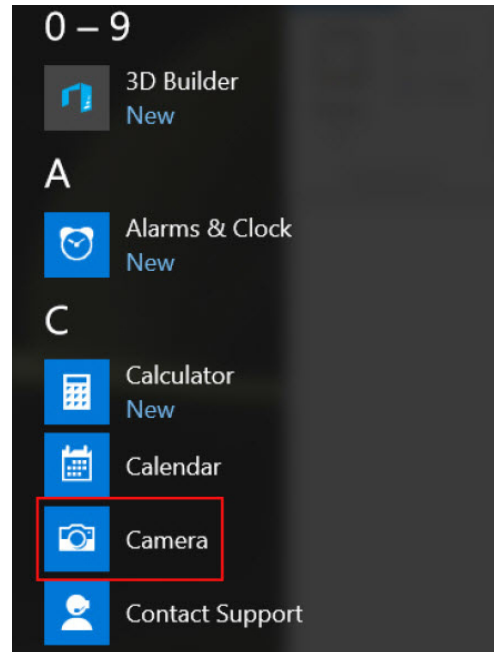 0 – 9
3D Builder
New
A
Alarms & Clock
New
C
Calculator
New
Calendar
Camera
Contact Support